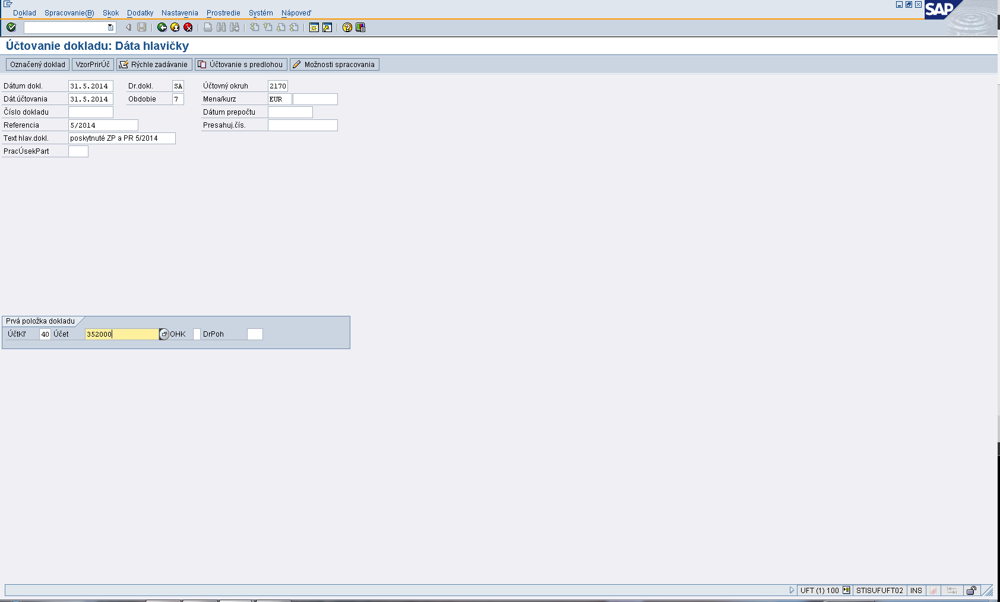 Doklad Spracovanie(B) Skok Dodatky Nastavenia Prostredie Systém Nápoveď
SAP
Účtovanie dokladu: Dáta hlavičky
Označený doklad VzorPrirÚč Rýchle zadávanie Účtovanie s predlohou Možnosti spracovania
Dátum dokl. 31.5.2014 Dr.dokl. SA Účtovný okruh 2170
Dát.účtovania 31.5.2014 Obdobie 7 Mena/kurz EUR
Číslo dokladu Dátum prepočtu
Referencia 5/2014 Presahuj.čís.
Text hlav.dokl. poskytnuté ZP a PR 5/2014
PracÚsekPart
Prvá položka dokladu
ÚčtKľ 40 Účet 352000 OHK DrPoh
UFT (1) 100 STISUFUFT02 INS